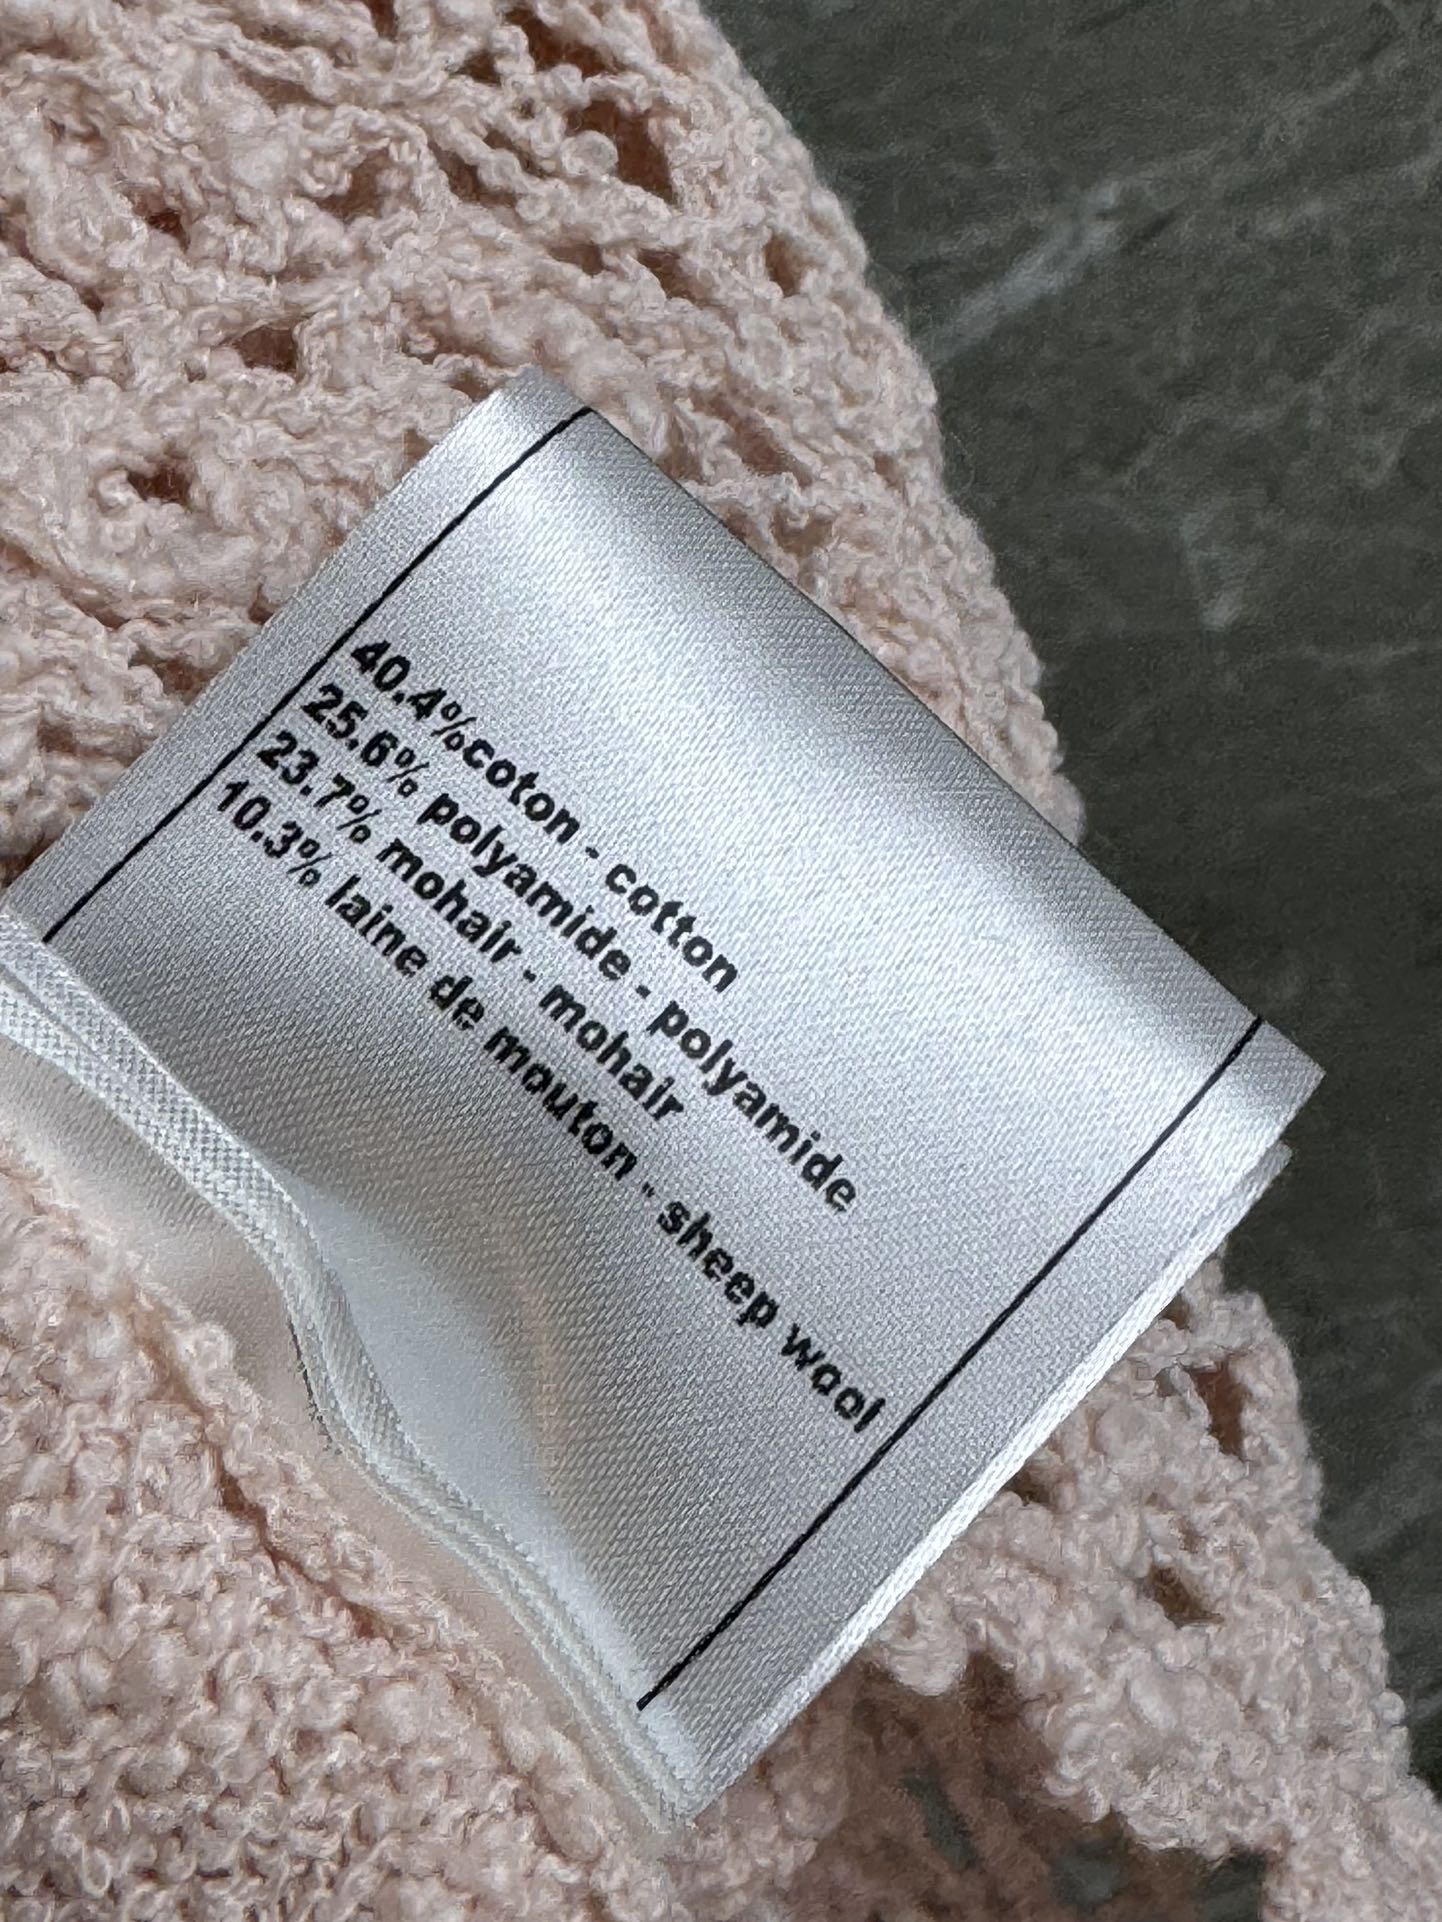 40.4%coton - cotton
25.6% polyamide - polyamide
23.7% mohair - mohair
10.3% laine de mouton - sheep wool